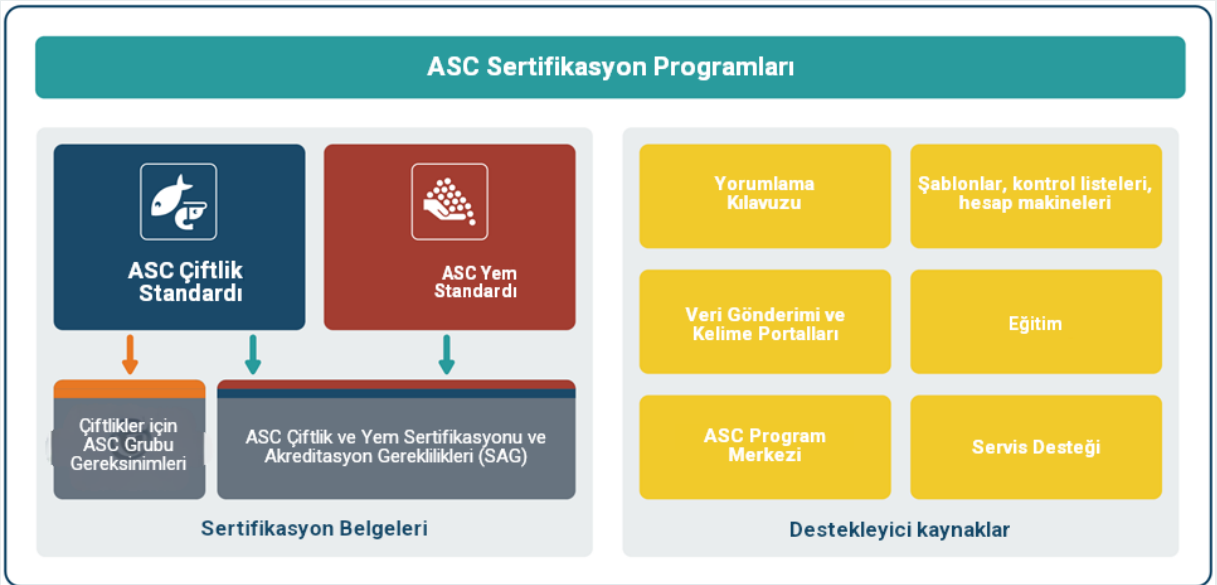 ASC Sertifikasyon Programları
ASC Çiftlik
Standardı
ASC Yem
Standardı
Çiftlikler için
ASC Grubu
Gereksinimleri
ASC Çiftlik ve Yem Sertifikasyonu ve
Akreditasyon Gereklilikleri (SAG)
Sertifikasyon Belgeleri
Yorumlama
Kılavuzu
Şablonlar, kontrol listeleri,
hesap makineleri
Veri Gönderimi ve
Kelime Portalları
Eğitim
ASC Program
Merkezi
Servis Desteği
Destekleyici kaynaklar